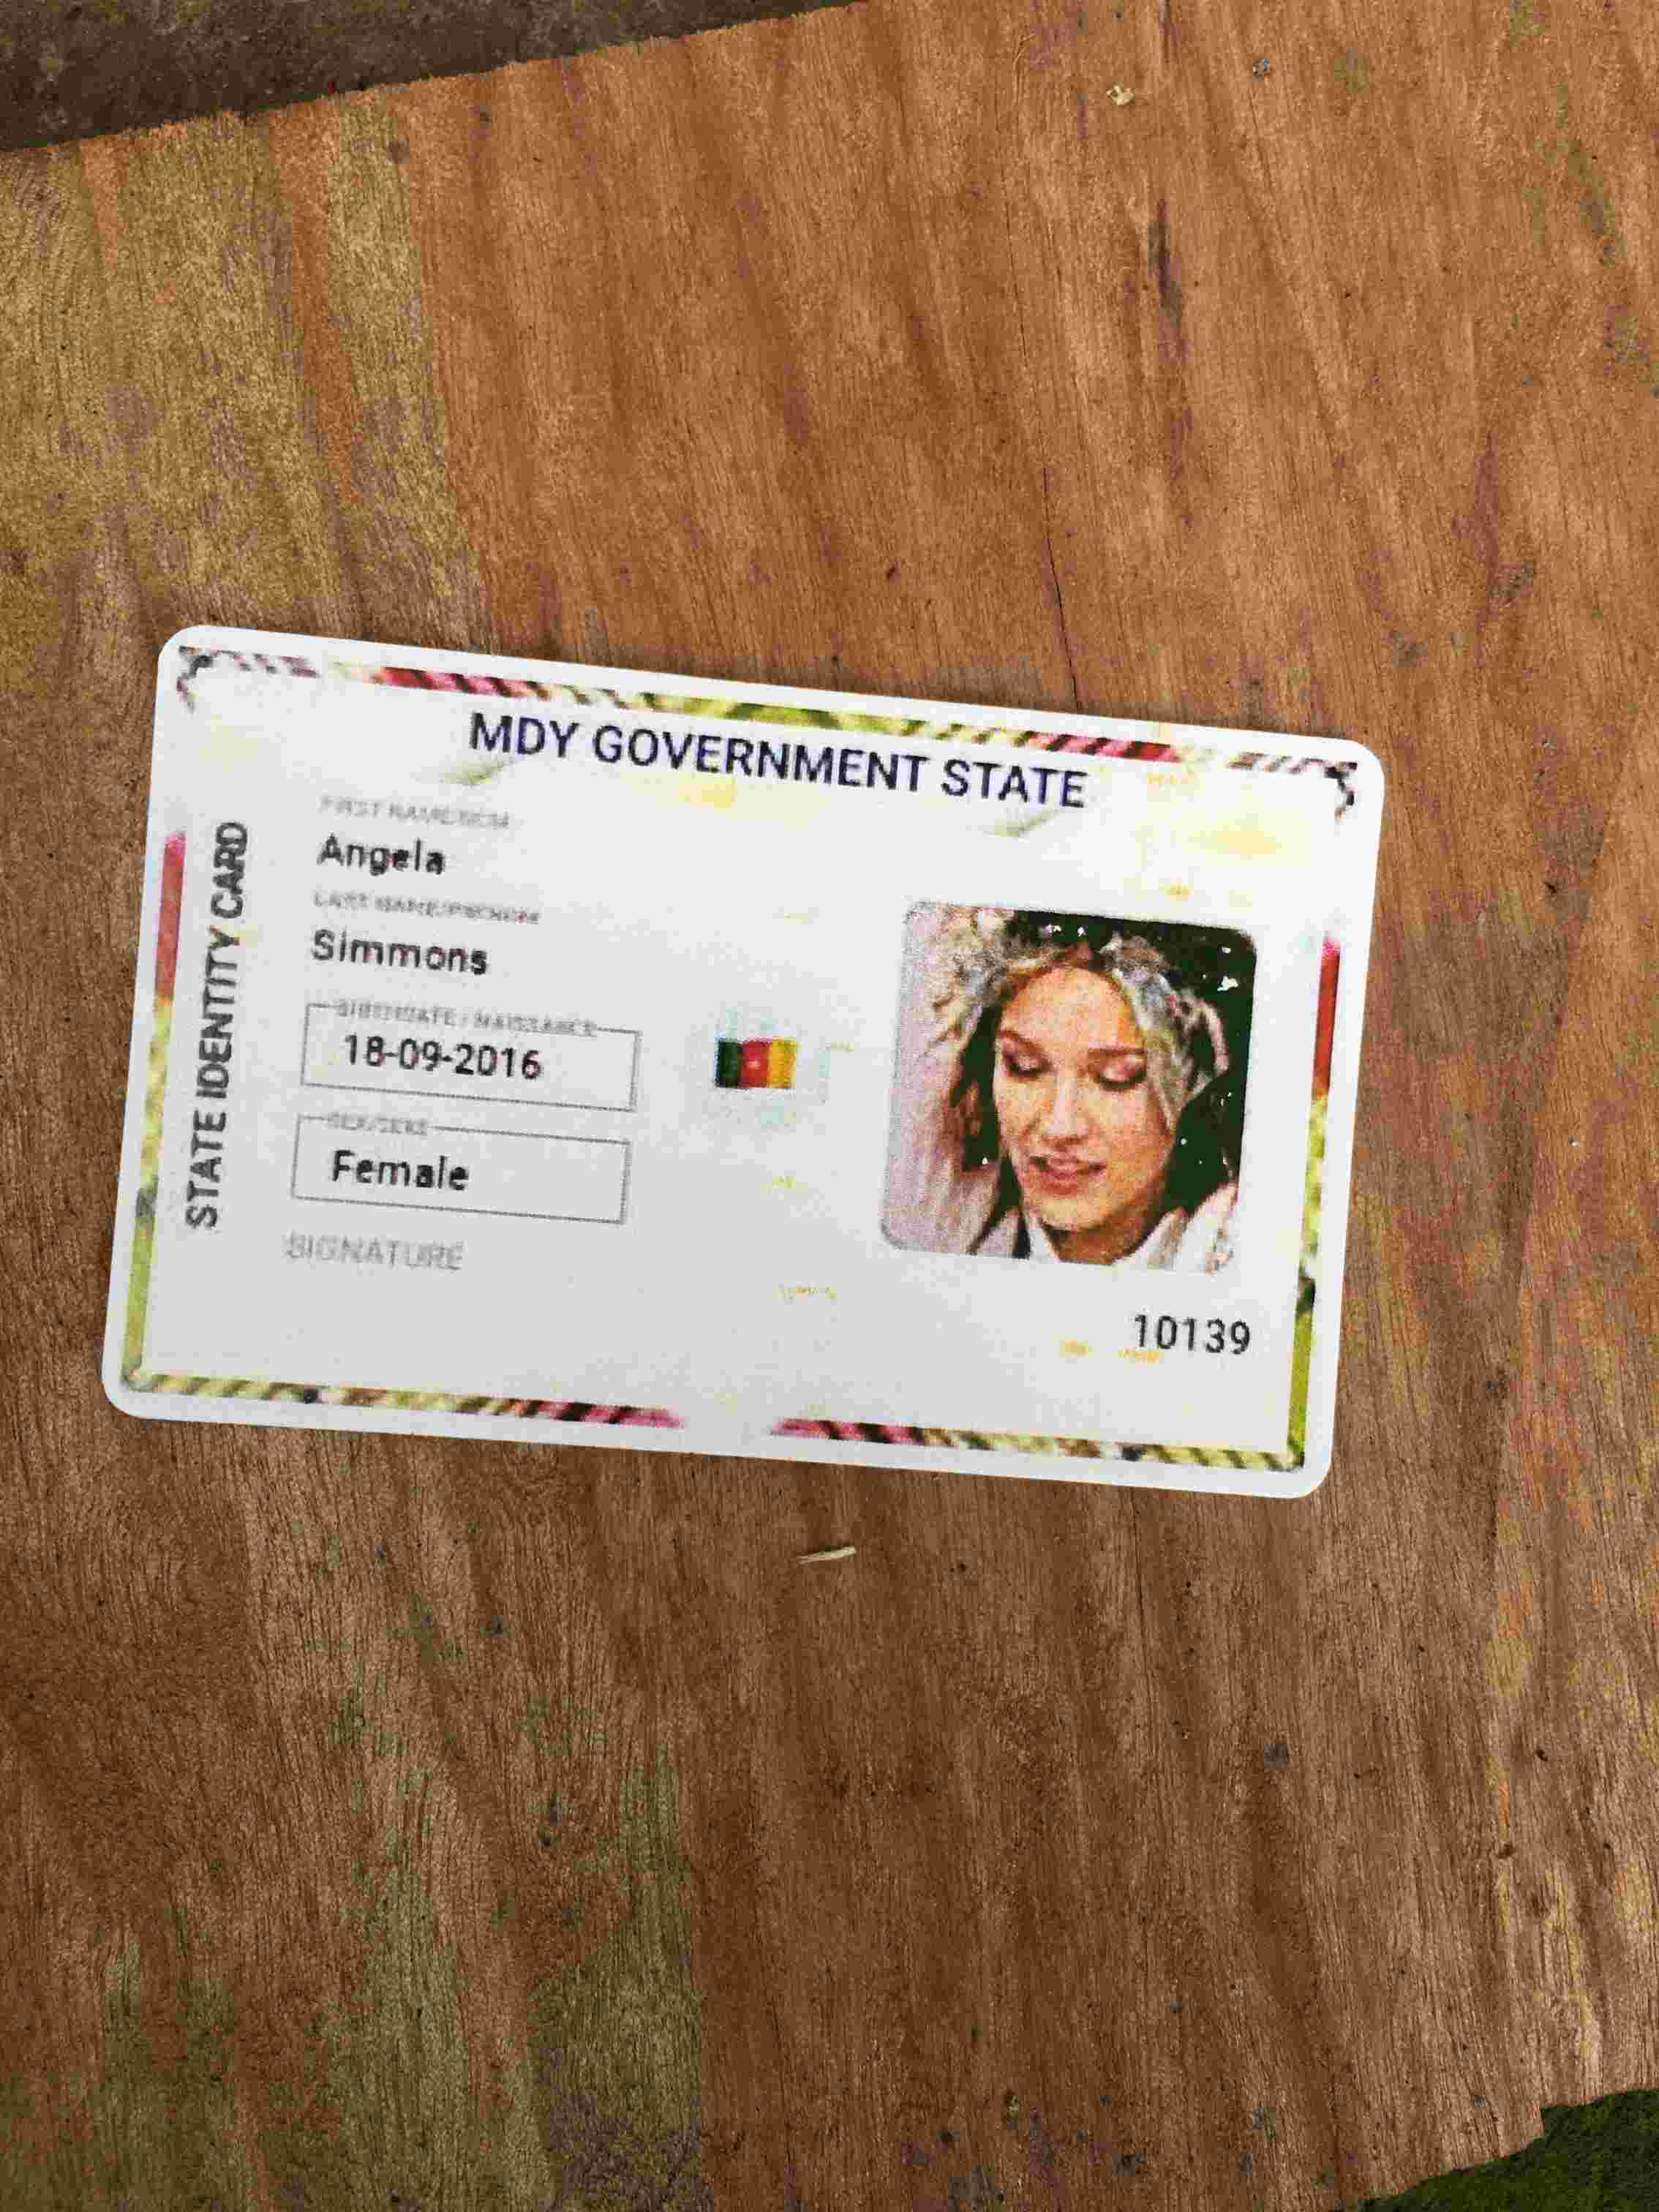 MDY GOVERNMENT STATE
STATE IDENTITY CARD
FIRST NAME/NOM
Angela
LAST NAME/PRENOM
Simmons
BIRTHDATE / NAISSANCE
18-09-2016
SEX/SEXE
Female
SIGNATURE
10139